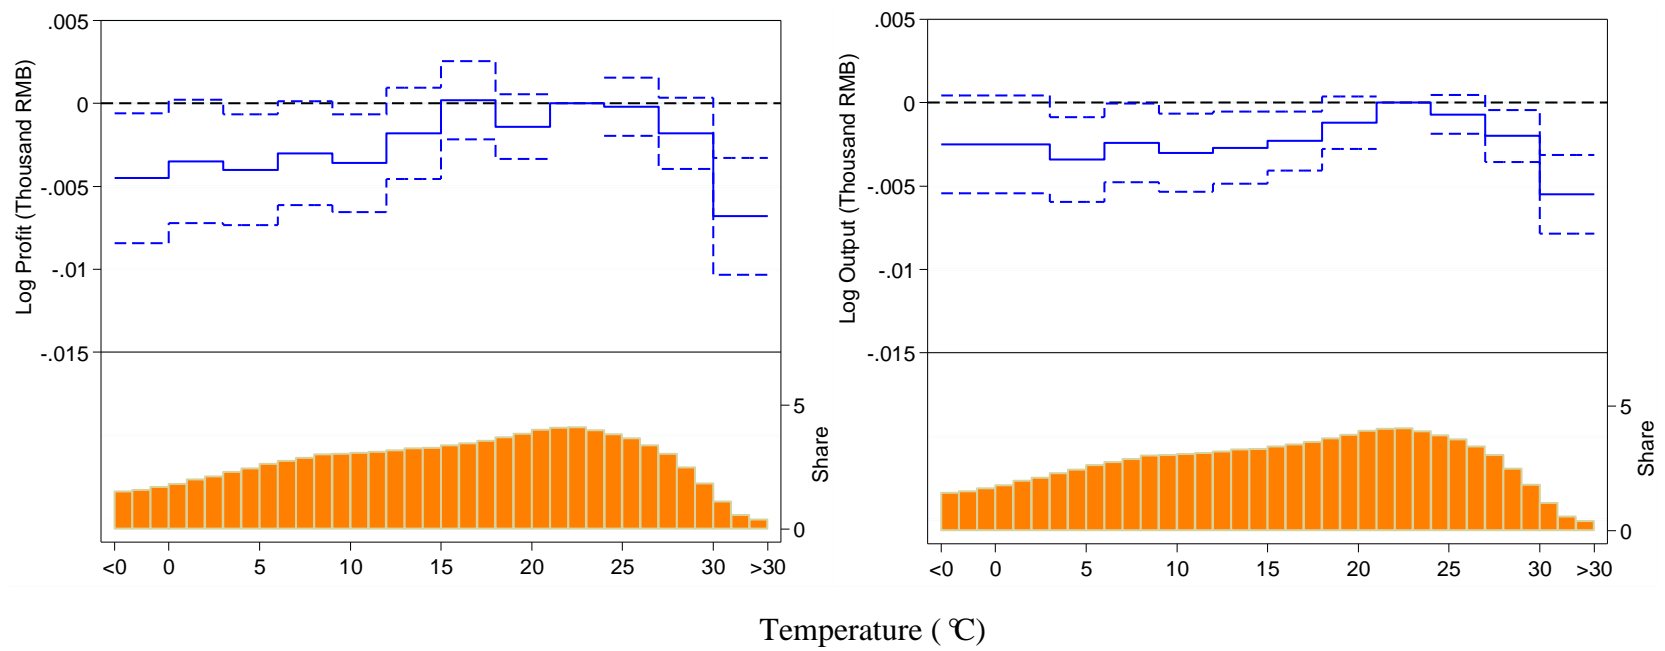 Log Profit (Thousand RMB)
.005
0
-.005
-.01
-.015
5
0
Share
<0 0 5 10 15 20 25 30 >30
Log Output (Thousand RMB)
.005
0
-.005
-.01
-.015
5
0
Share
<0 0 5 10 15 20 25 30 >30
Temperature ( ℃)